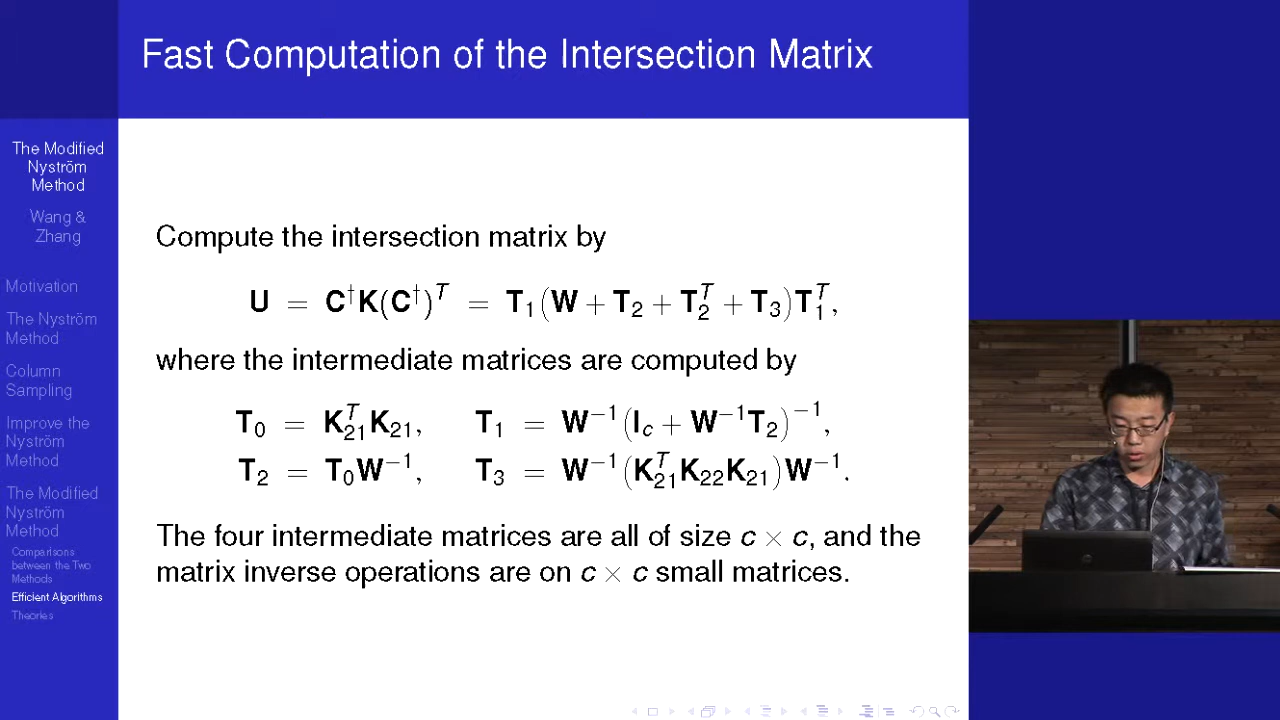 Fast Computation of the Intersection Matrix
The Modified
Nyström
Method
Wang &
Zhang
Motivation
The Nyström
Method
Column
Sampling
Improve the
Nyström
Method
The Modified
Nyström
Method
Comparisons
between the Two
Methods
Efficient Algorithms
Theories
Compute the intersection matrix by
U = C†K(C†)ᵀ = T₁(W + T₂ + T₂ᵀ + T₃)T₁ᵀ,
where the intermediate matrices are computed by
T₀ = K₂₁ᵀK₂₁, T₁ = W⁻¹(I_c + W⁻¹T₂)⁻¹,
T₂ = T₀W⁻¹, T₃ = W⁻¹(K₂₁ᵀK₂₂K₂₁)W⁻¹.
The four intermediate matrices are all of size c × c, and the
matrix inverse operations are on c × c small matrices.